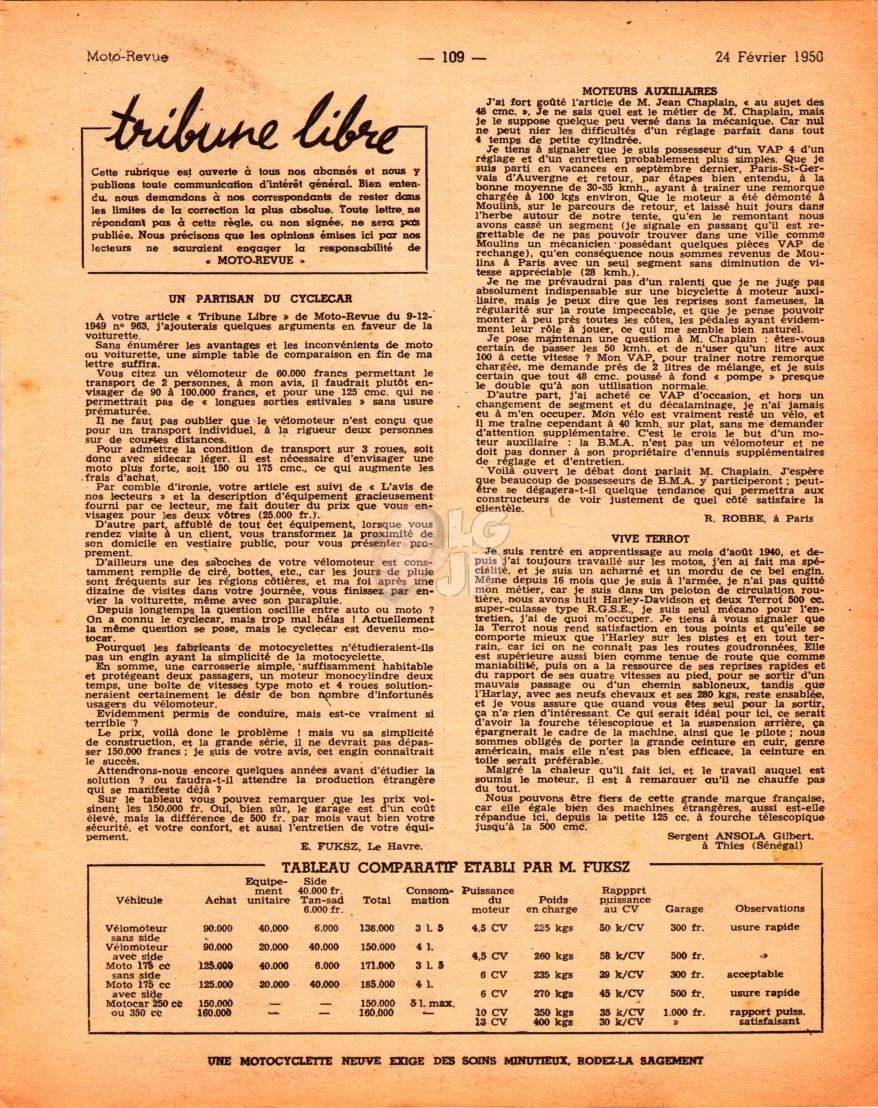 Moto-Revue
— 109 —
24 Février 1950
tribune libre
Cette rubrique est ouverte à tous nos abonnés et nous y
publions toute communication d'intérêt général. Bien enten-
du, nous demandons à nos correspondants de rester dans
les limites de la correction la plus absolue. Toute lettre ne
répondant pas à cette règle, ou non signée, ne sera pas
publiée. Nous précisons que les opinions émises ici par nos
lecteurs ne sauraient engager la responsabilité de
« MOTO-REVUE »
UN PARTISAN DU CYCLECAR
A votre article « Tribune Libre » de Moto-Revue du 9-12-
1949 n° 963, j'ajouterais quelques arguments en faveur de la
voiturette.
Sans énumérer les avantages et les inconvénients de moto
ou voiturette, une simple table de comparaison en fin de ma
lettre suffira.
Vous citez un vélomoteur de 60.000 francs permettant le
transport de 2 personnes, à mon avis, il faudrait plutôt en-
visager de 90 à 100.000 francs, et pour une 125 cmc. qui ne
permettrait pas de « longues sorties estivales » sans usure
prématurée.
Il ne faut pas oublier que le vélomoteur n'est conçu que
pour un transport individuel, à la rigueur deux personnes
sur de courtes distances.
Pour admettre la condition de transport sur 3 roues, soit
donc avec sidecar léger, il est nécessaire d'envisager une
moto plus forte, soit 150 ou 175 cmc., ce qui augmente les
frais d'achat.
Par comble d'ironie, votre article est suivi de « L'avis de
nos lecteurs » et la description d'équipement gracieusement
fourni par ce lecteur, me fait douter du prix que vous en-
visagez pour les deux vôtres (25.000 fr.).
D'autre part, affublé de tout cet équipement, lorsque vous
rendez visite à un client, vous transformez la proximité de
son domicile en vestiaire public, pour vous présenter pro-
prement.
D'ailleurs une des saboches de votre vélomoteur est cons-
tamment remplie de ciré, bottes, etc., car les jours de pluie
sont fréquents sur les régions côtières, et ma foi après une
dizaine de visites dans votre journée, vous finissez par en-
vier la voiturette, même avec son parapluie.
Depuis longtemps la question oscille entre auto ou moto ?
On a connu le cyclecar, mais trop mal hélas ! Actuellement
la même question se pose, mais le cyclecar est devenu mo-
tocar.
Pourquoi les fabricants de motocyclettes n'étudieraient-ils
pas un engin ayant la simplicité de la motocyclette.
En somme, une carrosserie simple, suffisamment habitable
et protégeant deux passagers, un moteur monocylindre deux
temps, une boîte de vitesses type moto et 4 roues solution-
neraient certainement le désir de bon nombre d'infortunés
usagers du vélomoteur.
Evidemment permis de conduire, mais est-ce vraiment si
terrible ?
Le prix, voilà donc le problème ! mais vu sa simplicité
de construction, et la grande série, il ne devrait pas dépas-
ser 150.000 francs ; je suis de votre avis, cet engin connaîtrait
le succès.
Attendrons-nous encore quelques années avant d'étudier la
solution ? ou faudra-t-il attendre la production étrangère
qui se manifeste déjà ?
Sur le tableau vous pouvez remarquer que les prix voi-
sinent les 150.000 fr. Oui, bien sûr, le garage est d'un coût
élevé, mais la différence de 500 fr. par mois vaut bien votre
sécurité, et votre confort, et aussi l'entretien de votre équi-
pement.
E. FUKSZ, Le Havre.
MOTEURS AUXILIAIRES
J'ai fort goûté l'article de M. Jean Chaplain, « au sujet des
48 cmc. ». Je ne sais quel est le métier de M. Chaplain, mais
je le suppose quelque peu versé dans la mécanique. Car nul
ne peut nier les difficultés d'un réglage parfait dans tout
4 temps de petite cylindrée.
Je tiens à signaler que je suis possesseur d'un VAP 4 d'un
réglage et d'un entretien probablement plus simples. Que je
suis parti en vacances en septembre dernier, Paris-St-Ger-
vais d'Auvergne et retour, par étapes bien entendu, à la
bonne moyenne de 30-35 kmh., ayant à traîner une remorque
chargée à 100 kgs environ. Que le moteur a été démonté à
Moulins, sur le parcours de retour, et laissé huit jours dans
l'herbe autour de notre tente, qu'en le remontant nous
avons cassé un segment (je signale en passant qu'il est re-
grettable de ne pas pouvoir trouver dans une ville comme
Moulins un mécanicien possédant quelques pièces VAP de
rechange), qu'en conséquence nous sommes revenus de Mou-
lins à Paris avec un seul segment sans diminution de vi-
tesse appréciable (28 kmh.).
Je ne me prévaudrai pas d'un ralenti que je ne juge pas
absolument indispensable sur une bicyclette à moteur auxi-
liaire, mais je peux dire que les reprises sont fameuses, la
régularité sur la route impeccable, et que je pense pouvoir
monter à peu près toutes les côtes, les pédales ayant évidem-
ment leur rôle à jouer, ce qui me semble bien naturel.
Je pose maintenan une question à M. Chaplain : êtes-vous
certain de passer les 50 kmh. et de n'user qu'un litre aux
100 à cette vitesse ? Mon VAP, pour traîner notre remorque
chargée, me demande près de 2 litres de mélange, et je suis
certain que tout 48 cmc. poussé à fond « pompe » presque
le double qu'à son utilisation normale.
D'autre part, j'ai acheté ce VAP d'occasion, et hors un
changement de segment et du décalaminage, je n'ai jamais
eu à m'en occuper. Mon vélo est vraiment resté un vélo, et
il me traîne cependant à 40 kmh. sur plat, sans me demander
d'attention supplémentaire. C'est le crois le but d'un mo-
teur auxiliaire : la B.M.A. n'est pas un vélomoteur et ne
doit pas donner à son propriétaire d'ennuis supplémentaires
de réglage et d'entretien.
Voilà ouvert le débat dont parlait M. Chaplain. J'espère
que beaucoup de possesseurs de B.M.A. y participeront ; peut-
être se dégagera-t-il quelque tendance qui permettra aux
constructeurs de voir justement de quel côté satisfaire la
clientèle.
R. ROBBE, à Paris
VIVE TERROT
Je suis rentré en apprentissage au mois d'août 1940, et de-
puis j'ai toujours travaillé sur les motos, j'en ai fait ma spé-
cialité, et je suis un acharné et un mordu de ce bel engin.
Même depuis 16 mois que je suis à l'armée, je n'ai pas quitté
mon métier, car je suis dans un peloton de circulation rou-
tière, nous avons huit Harley-Davidson et deux Terrot 500 cc.
super-culasse type R.G.S.E., je suis seul mécano pour l'en-
tretien, j'ai de quoi m'occuper. Je tiens à vous signaler que
la Terrot nous rend satisfaction en tous points et qu'elle se
comporte mieux que l'Harley sur les pistes et en tout ter-
rain, car ici on ne connaît pas les routes goudronnées. Elle
est supérieure aussi bien comme tenue de route que comme
maniabilité, puis on a la ressource de ses reprises rapides et
du rapport de ses quatre vitesses au pied, pour se sortir d'un
mauvais passage ou d'un chemin sabloneux, tandis que
l'Harlay, avec ses neufs chevaux et ses 280 kgs, reste ensablée,
et je vous assure que quand vous êtes seul pour la sortir,
ça n'a rien d'intéressant. Ce qui serait idéal pour ici, ce serait
d'avoir la fourche télescopique et la suspension arrière, ça
épargnerait le cadre de la machine, ainsi que le pilote ; nous
sommes obligés de porter la grande ceinture en cuir, genre
américain, mais elle n'est pas bien efficace, la ceinture en
toile serait préférable.
Malgré la chaleur qu'il fait ici, et le travail auquel est
soumis le moteur, il est à remarquer qu'il ne chauffe pas
du tout.
Nous pouvons être fiers de cette grande marque française,
car elle égale bien des machines étrangères, aussi est-elle
répandue ici, depuis la petite 125 cc. à fourche télescopique
jusqu'à la 500 cmc.
Sergent ANSOLA Gilbert.
à Thies (Sénégal)
TABLEAU COMPARATIF ETABLI PAR M. FUKSZ
Véhicule Achat Equipe-ment unitaire Side 40.000 fr. Tan-sad 6.000 fr. Total Consom-mation Puissance du moteur Poids en charge Rappprt puissance au CV Garage Observations
Vélomoteur sans side 90.000 40.000 6.000 136.000 3 l. 5 4,5 CV 225 kgs 50 k/CV 300 fr. usure rapide
Vélomoteur avec side 90.000 20.000 40.000 150.000 4 l. 4,5 CV 260 kgs 58 k/CV 500 fr. »
Moto 175 cc sans side 125.000 40.000 6.000 171.000 3 l. 5 6 CV 235 kgs 39 k/CV 300 fr. acceptable
Moto 175 cc avec side 125.000 20.000 40.000 185.000 4 l. 6 CV 270 kgs 45 k/CV 500 fr. usure rapide
Motocar 250 cc 150.000 — — 150.000 5 l. max. 10 CV 350 kgs 35 k/CV 1.000 fr. rapport puiss.
ou 350 cc 160.000 — — 160.000 — 13 CV 400 kgs 30 k/CV » satisfaisant
UNE MOTOCYCLETTE NEUVE EXIGE DES SOINS MINUTIEUX, RODEZ-LA SAGEMENT